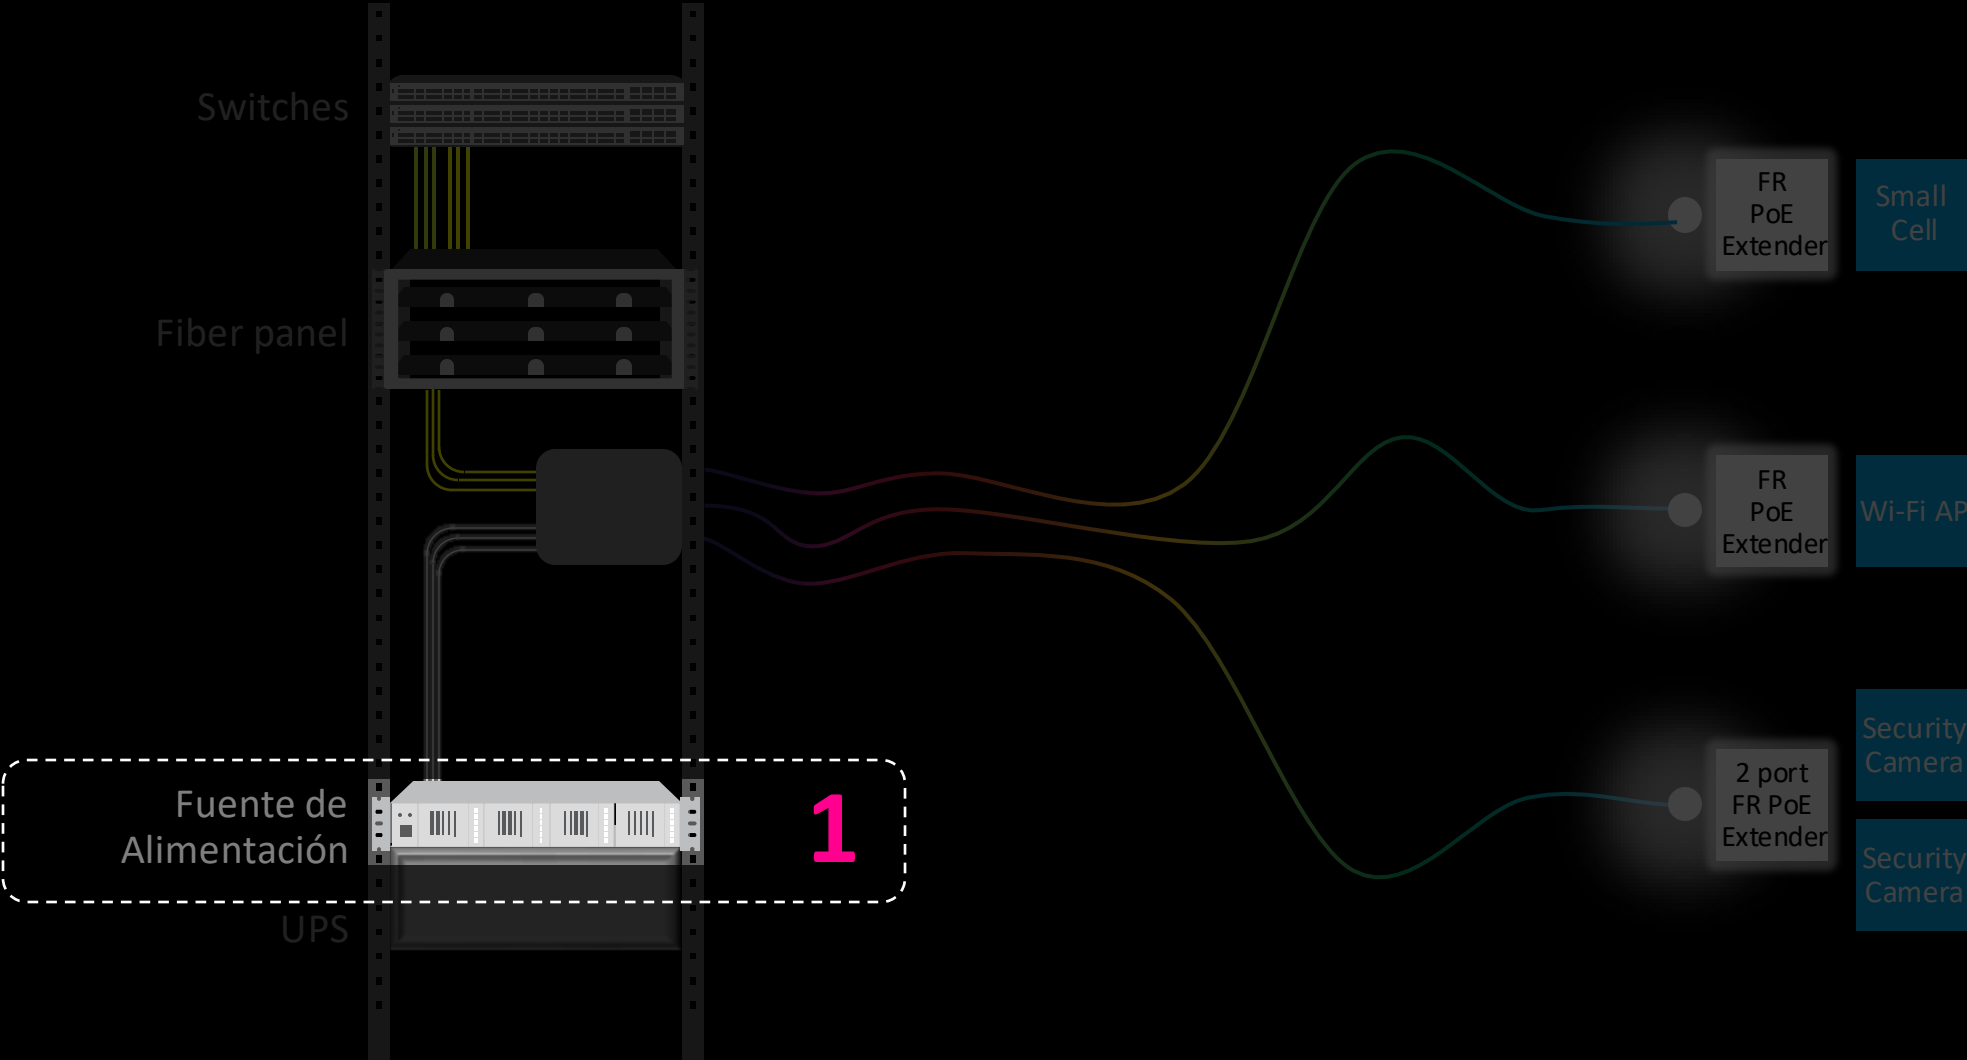 Switches
Fiber panel
Fuente de
Alimentación
1
UPS
FR
PoE
Extender
Small
Cell
FR
PoE
Extender
Wi-Fi AP
2 port
FR PoE
Extender
Security
Camera
Security
Camera